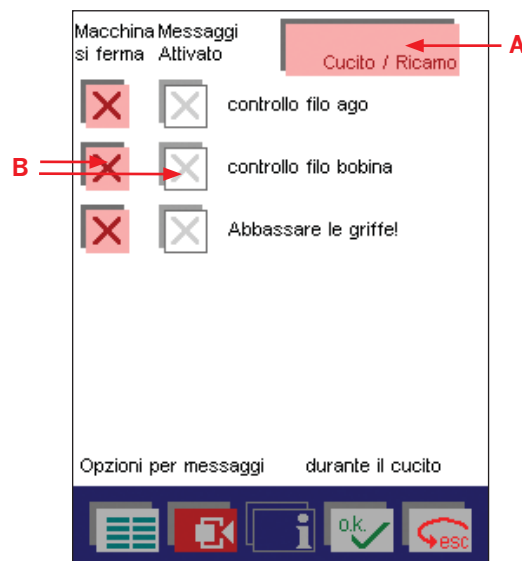 Macchina Messaggi
si ferma Attivato
Cucito / Ricamo
A
controllo filo ago
B
controllo filo bobina
Abbassare le griffe!
Opzioni per messaggi durante il cucito
i
o.k.
esc